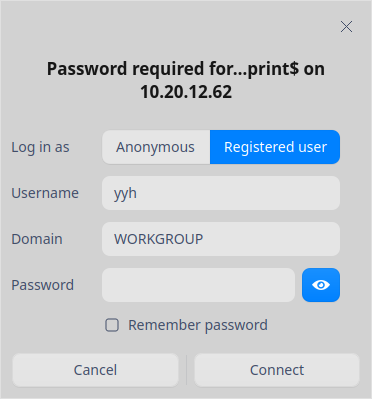 Password required for...print$ on
10.20.12.62
Log in as
Anonymous
Registered user
Username
yyh
Domain
WORKGROUP
Password
Remember password
Cancel
Connect